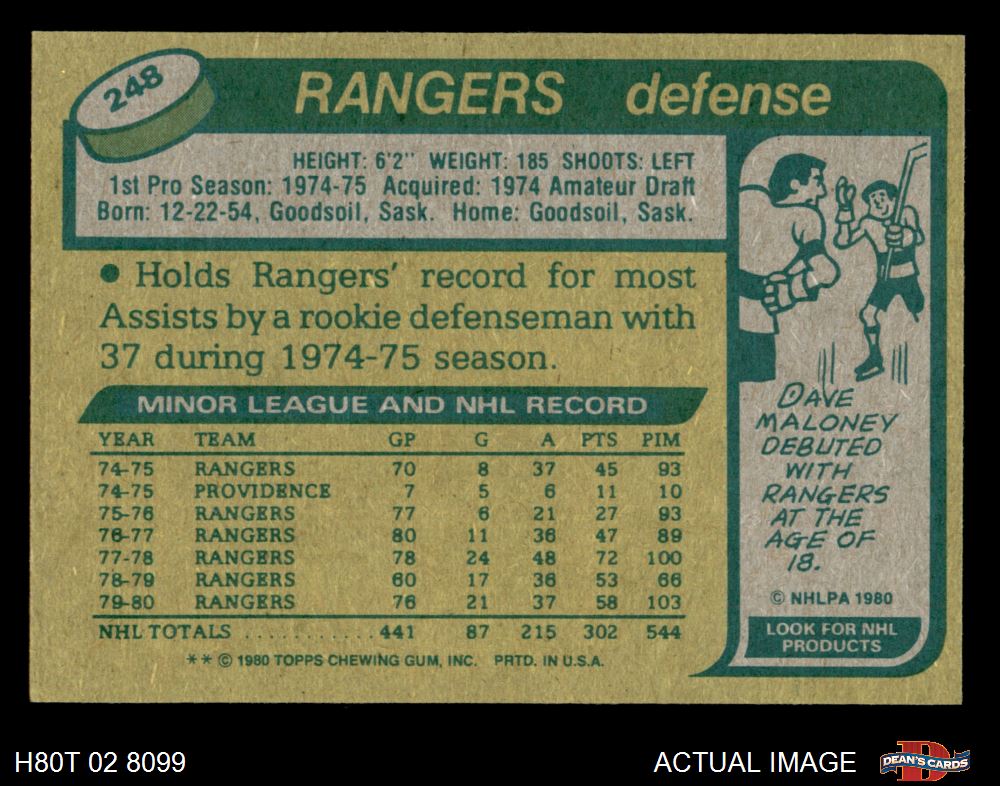 248
RANGERS defense
HEIGHT: 6'2" WEIGHT: 185 SHOOTS: LEFT
1st Pro Season: 1974-75 Acquired: 1974 Amateur Draft
Born: 12-22-54, Goodsoil, Sask. Home: Goodsoil, Sask.
● Holds Rangers' record for most
Assists by a rookie defenseman with
37 during 1974-75 season.
MINOR LEAGUE AND NHL RECORD
YEAR TEAM GP G A PTS PIM
74-75 RANGERS 70 8 37 45 93
74-75 PROVIDENCE 7 5 6 11 10
75-76 RANGERS 77 6 21 27 93
76-77 RANGERS 80 11 36 47 89
77-78 RANGERS 78 24 48 72 100
78-79 RANGERS 60 17 36 53 66
79-80 RANGERS 76 21 37 58 103
NHL TOTALS ........... 441 87 215 302 544
** © 1980 TOPPS CHEWING GUM, INC. PRTD. IN U.S.A.
DAVE
MALONEY
DEBUTED
WITH
RANGERS
AT THE
AGE OF
18.
© NHLPA 1980
LOOK FOR NHL
PRODUCTS
H80T 02 8099
ACTUAL IMAGE
D
DEAN'S CARDS